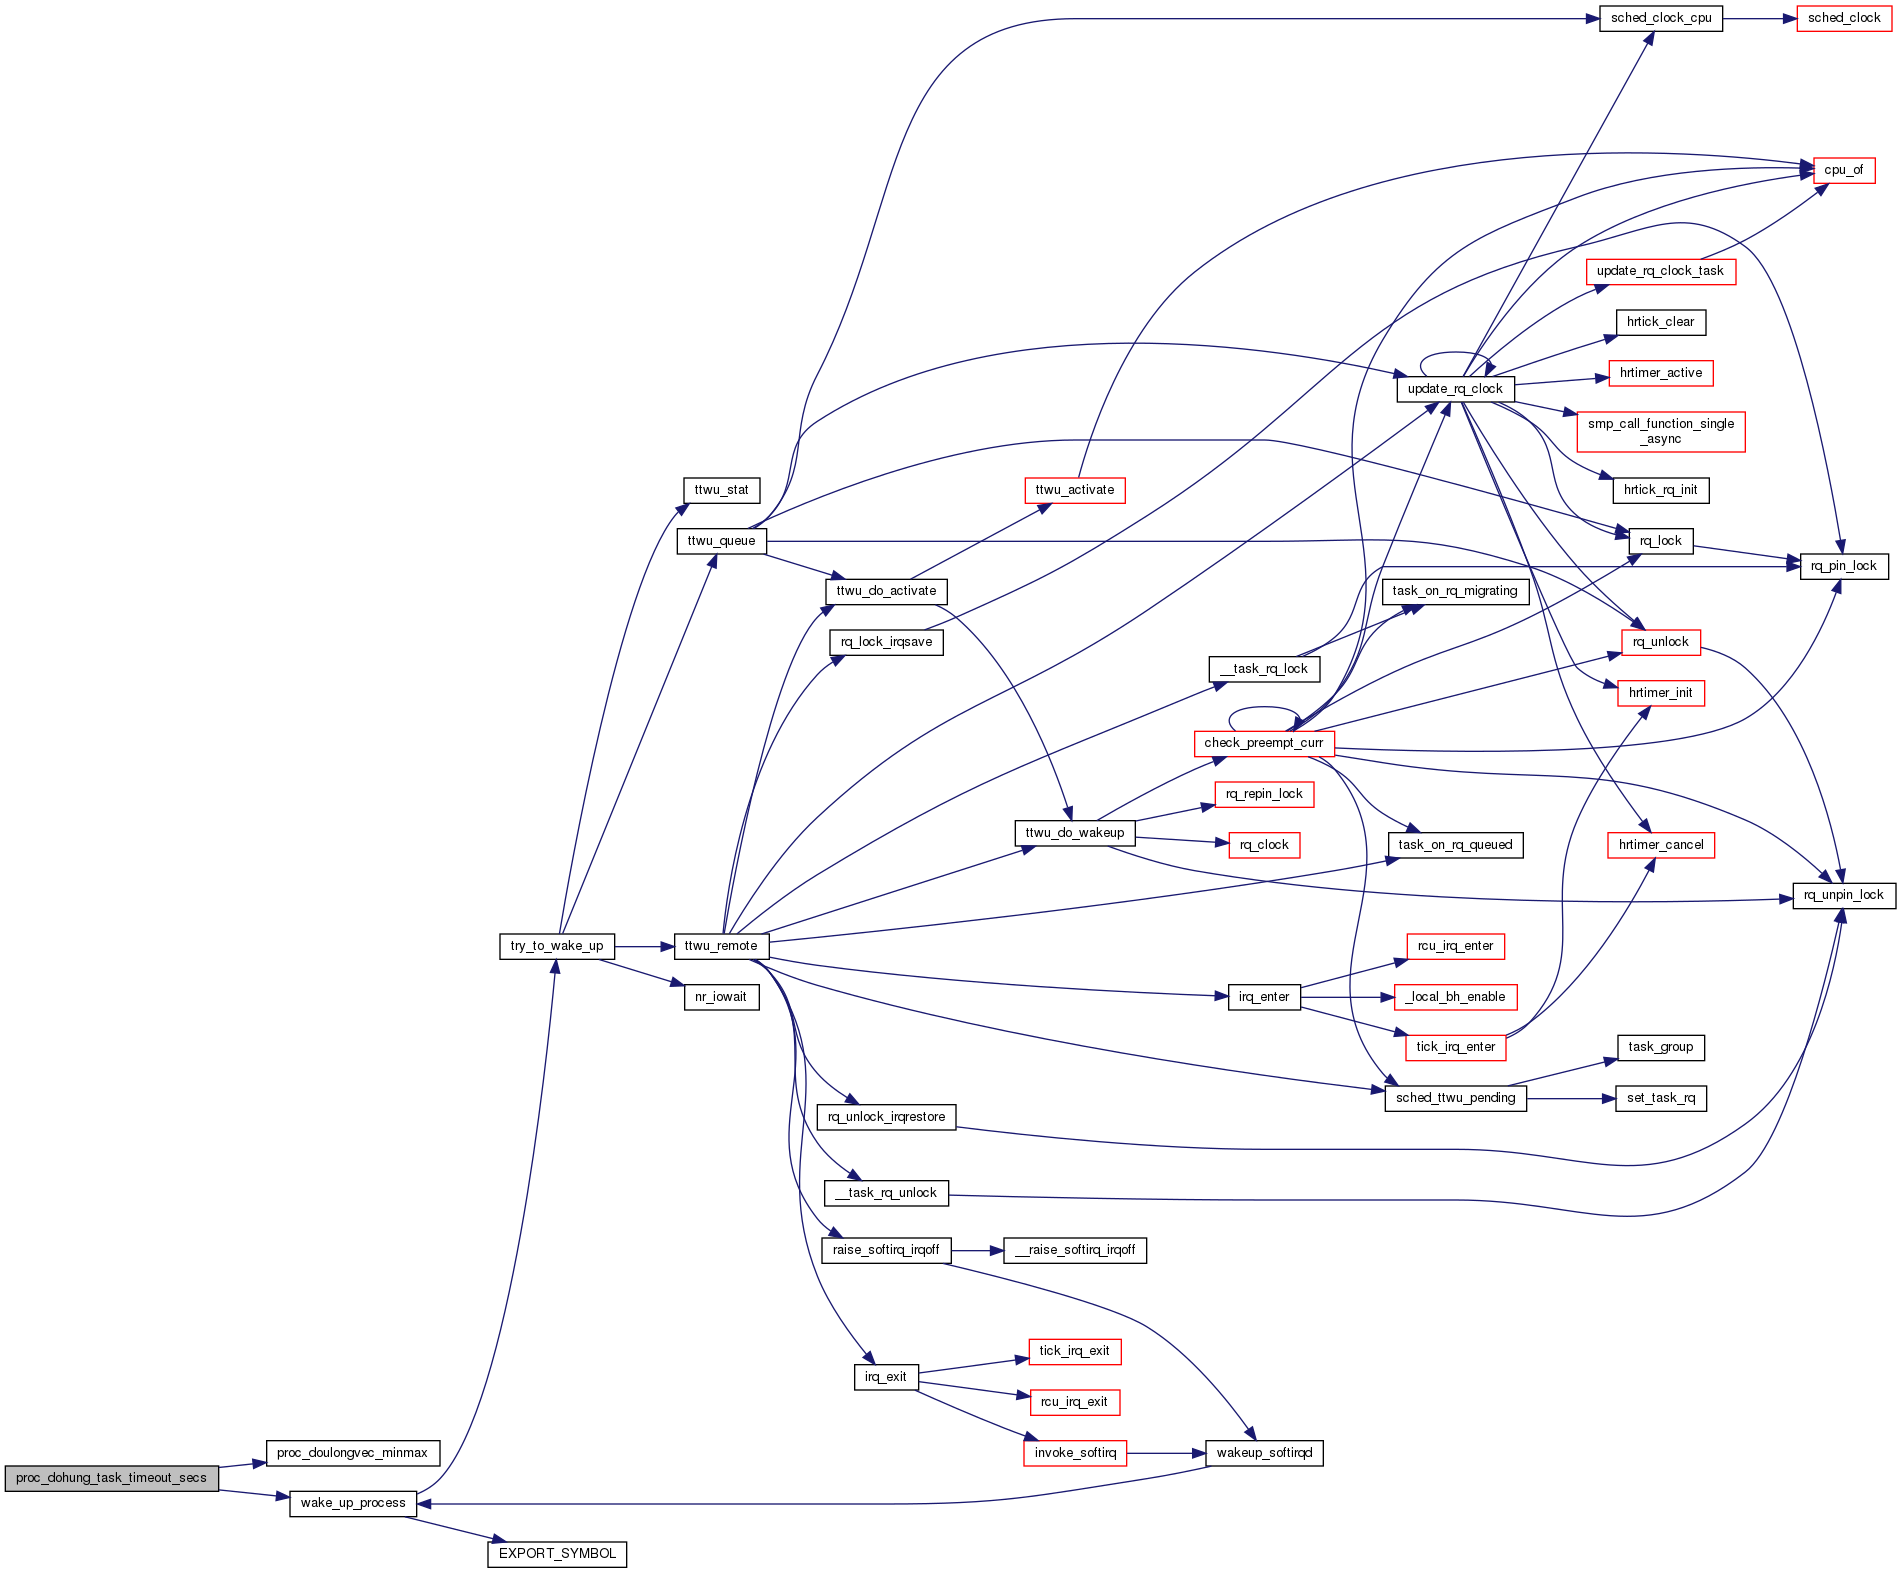 sched_clock_cpu
sched_clock
cpu_of
update_rq_clock_task
hrtick_clear
hrtimer_active
update_rq_clock
smp_call_function_single
_async
ttwu_stat
ttwu_activate
hrtick_rq_init
ttwu_queue
rq_lock
rq_pin_lock
ttwu_do_activate
task_on_rq_migrating
rq_lock_irqsave
rq_unlock
__task_rq_lock
hrtimer_init
check_preempt_curr
rq_repin_lock
ttwu_do_wakeup
rq_clock
task_on_rq_queued
hrtimer_cancel
rq_unpin_lock
try_to_wake_up
ttwu_remote
rcu_irq_enter
nr_iowait
irq_enter
_local_bh_enable
tick_irq_enter
task_group
sched_ttwu_pending
set_task_rq
rq_unlock_irqrestore
__task_rq_unlock
raise_softirq_irqoff
__raise_softirq_irqoff
tick_irq_exit
irq_exit
rcu_irq_exit
proc_doulongvec_minmax
invoke_softirq
wakeup_softirqd
proc_dohung_task_timeout_secs
wake_up_process
EXPORT_SYMBOL